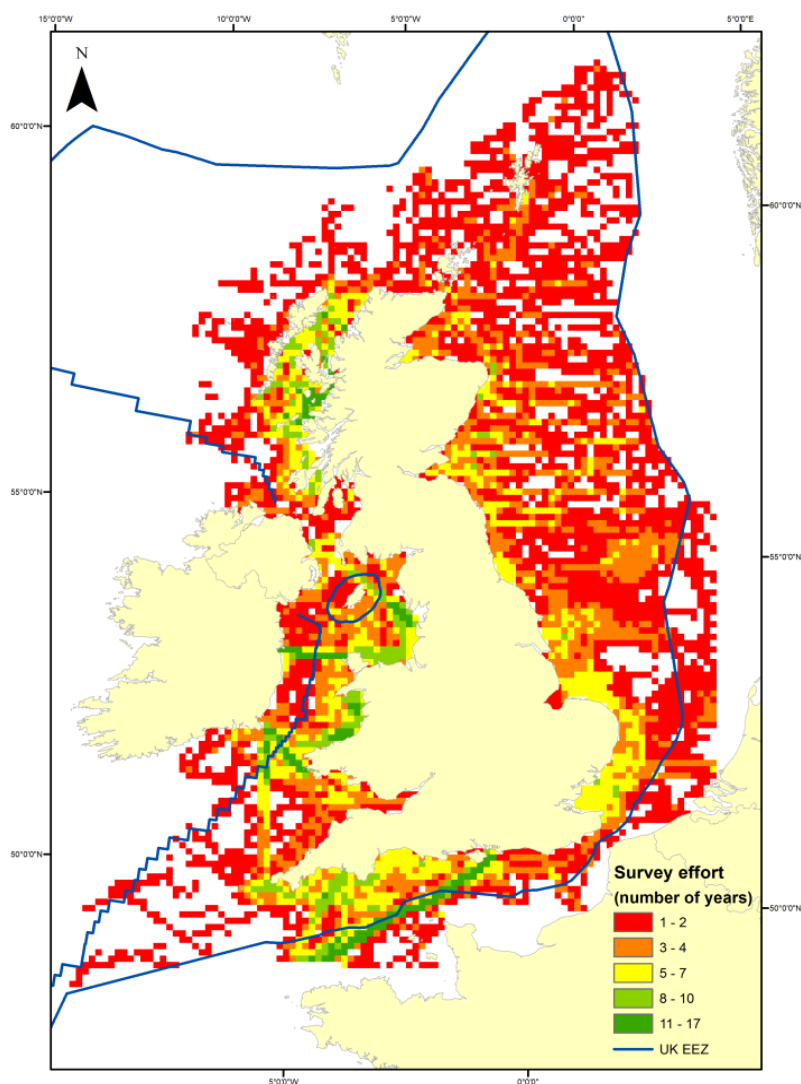 15°0'0"W 10°0'0"W 5°0'0"W 0°0'0" 5°0'0"E
N
60°0'0"N
60°0'0"N
55°0'0"N
55°0'0"N
50°0'0"N
50°0'0"N
Survey effort
(number of years)
1 - 2
3 - 4
5 - 7
8 - 10
11 - 17
UK EEZ
5°0'0"W 0°0'0"